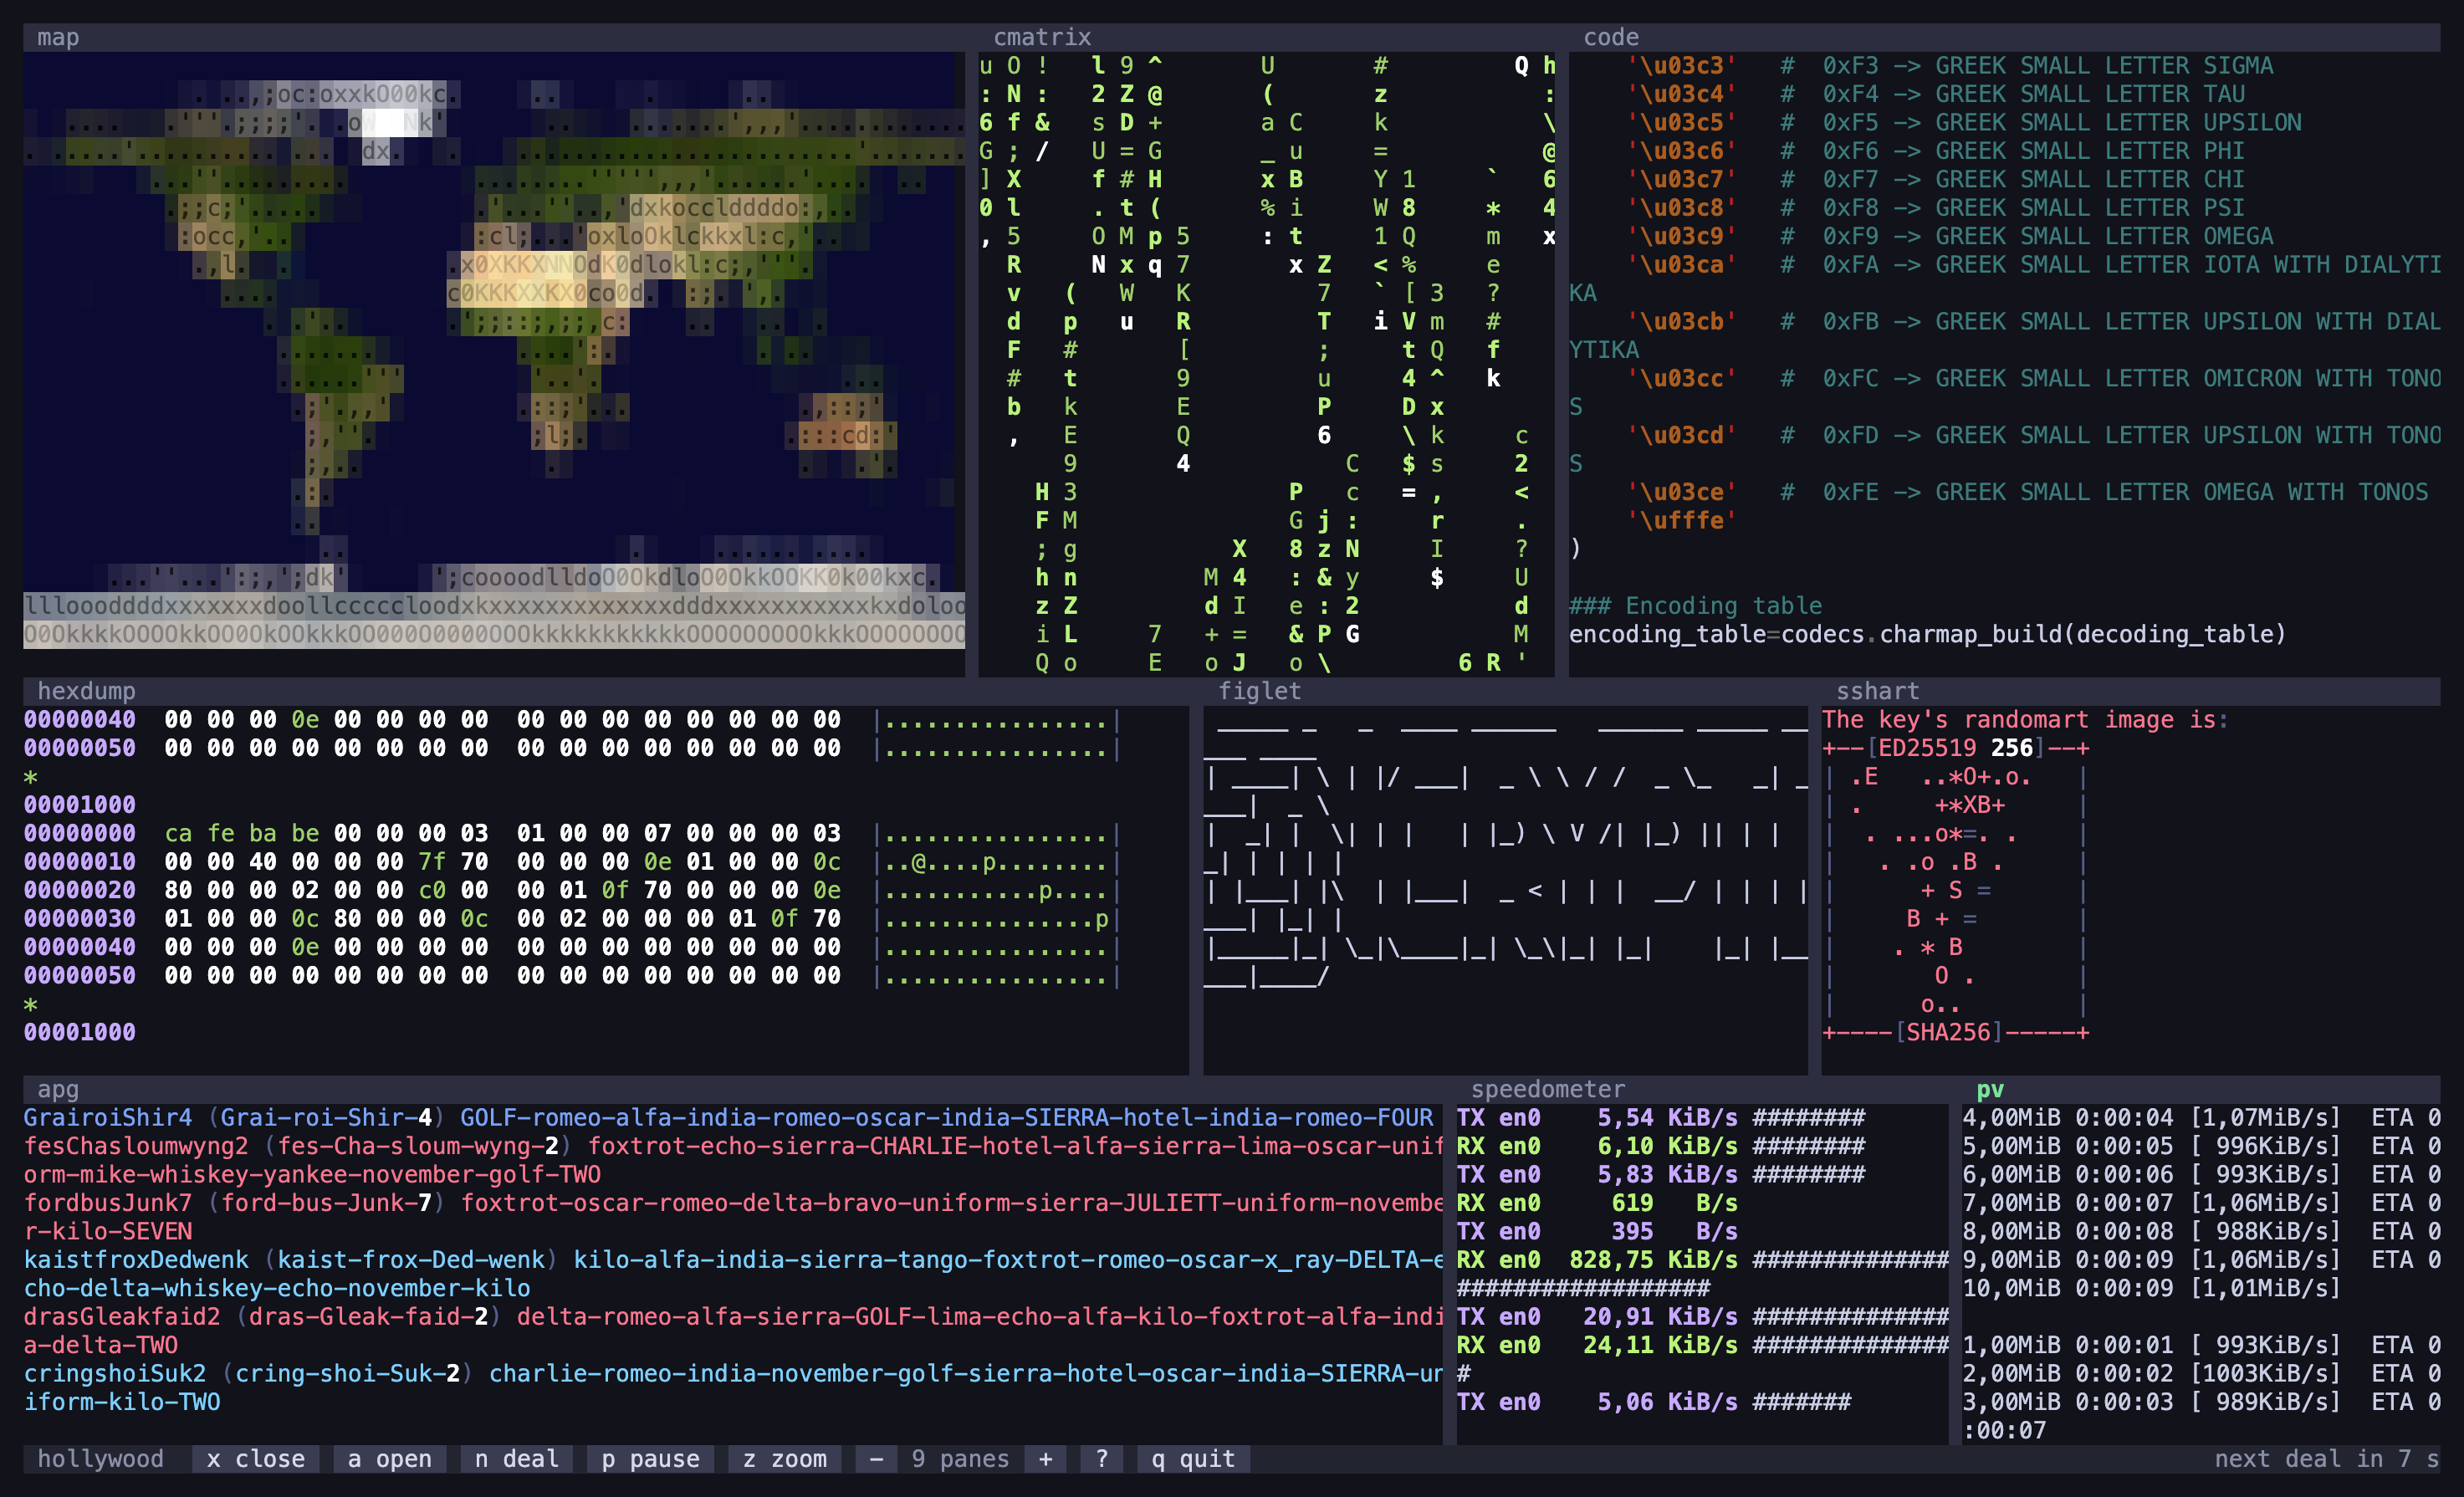 map
cmatrix
code
'\u03c3'   #  0xF3 -> GREEK SMALL LETTER SIGMA
'\u03c4'   #  0xF4 -> GREEK SMALL LETTER TAU
'\u03c5'   #  0xF5 -> GREEK SMALL LETTER UPSILON
'\u03c6'   #  0xF6 -> GREEK SMALL LETTER PHI
'\u03c7'   #  0xF7 -> GREEK SMALL LETTER CHI
'\u03c8'   #  0xF8 -> GREEK SMALL LETTER PSI
'\u03c9'   #  0xF9 -> GREEK SMALL LETTER OMEGA
'\u03ca'   #  0xFA -> GREEK SMALL LETTER IOTA WITH DIALYTI
KA
'\u03cb'   #  0xFB -> GREEK SMALL LETTER UPSILON WITH DIAL
YTIKA
'\u03cc'   #  0xFC -> GREEK SMALL LETTER OMICRON WITH TONO
S
'\u03cd'   #  0xFD -> GREEK SMALL LETTER UPSILON WITH TONO
S
'\u03ce'   #  0xFE -> GREEK SMALL LETTER OMEGA WITH TONOS
'\ufffe'
)
### Encoding table
encoding_table=codecs.charmap_build(decoding_table)
hexdump
00000040  00 00 00 0e 00 00 00 00  00 00 00 00 00 00 00 00  |................|
00000050  00 00 00 00 00 00 00 00  00 00 00 00 00 00 00 00  |................|
*
00001000
00000000  ca fe ba be 00 00 00 03  01 00 00 07 00 00 00 03  |................|
00000010  00 00 40 00 00 00 7f 70  00 00 00 0e 01 00 00 0c  |..@....p........|
00000020  80 00 00 02 00 00 c0 00  00 01 0f 70 00 00 00 0e  |...........p....|
00000030  01 00 00 0c 80 00 00 0c  00 02 00 00 00 01 0f 70  |...............p|
00000040  00 00 00 0e 00 00 00 00  00 00 00 00 00 00 00 00  |................|
00000050  00 00 00 00 00 00 00 00  00 00 00 00 00 00 00 00  |................|
*
00001000
figlet
sshart
The key's randomart image is:
+--[ED25519 256]--+
| .E   ..*O+.o.   |
| .     +*XB+     |
|  . ...o*=. .    |
|   . .o .B .     |
|      + S =      |
|     B + =       |
|    . * B        |
|       O .       |
|      o..        |
+----[SHA256]-----+
apg
GrairoiShir4 (Grai-roi-Shir-4) GOLF-romeo-alfa-india-romeo-oscar-india-SIERRA-hotel-india-romeo-FOUR
fesChasloumwyng2 (fes-Cha-sloum-wyng-2) foxtrot-echo-sierra-CHARLIE-hotel-alfa-sierra-lima-oscar-unif
orm-mike-whiskey-yankee-november-golf-TWO
fordbusJunk7 (ford-bus-Junk-7) foxtrot-oscar-romeo-delta-bravo-uniform-sierra-JULIETT-uniform-novembe
r-kilo-SEVEN
kaistfroxDedwenk (kaist-frox-Ded-wenk) kilo-alfa-india-sierra-tango-foxtrot-romeo-oscar-x_ray-DELTA-e
cho-delta-whiskey-echo-november-kilo
drasGleakfaid2 (dras-Gleak-faid-2) delta-romeo-alfa-sierra-GOLF-lima-echo-alfa-kilo-foxtrot-alfa-indi
a-delta-TWO
cringshoiSuk2 (cring-shoi-Suk-2) charlie-romeo-india-november-golf-sierra-hotel-oscar-india-SIERRA-un
iform-kilo-TWO
speedometer
TX en0    5,54 KiB/s ########
RX en0    6,10 KiB/s ########
TX en0    5,83 KiB/s ########
RX en0     619   B/s
TX en0     395   B/s
RX en0  828,75 KiB/s ##############
##################
TX en0   20,91 KiB/s ##############
RX en0   24,11 KiB/s ##############
#
TX en0    5,06 KiB/s #######
pv
4,00MiB 0:00:04 [1,07MiB/s]  ETA 0
5,00MiB 0:00:05 [ 996KiB/s]  ETA 0
6,00MiB 0:00:06 [ 993KiB/s]  ETA 0
7,00MiB 0:00:07 [1,06MiB/s]  ETA 0
8,00MiB 0:00:08 [ 988KiB/s]  ETA 0
9,00MiB 0:00:09 [1,06MiB/s]  ETA 0
10,0MiB 0:00:09 [1,01MiB/s]
1,00MiB 0:00:01 [ 993KiB/s]  ETA 0
2,00MiB 0:00:02 [1003KiB/s]  ETA 0
3,00MiB 0:00:03 [ 989KiB/s]  ETA 0
:00:07
hollywood  x close  a open  n deal  p pause  z zoom  -  9 panes  +  ?  q quit  next deal in 7 s